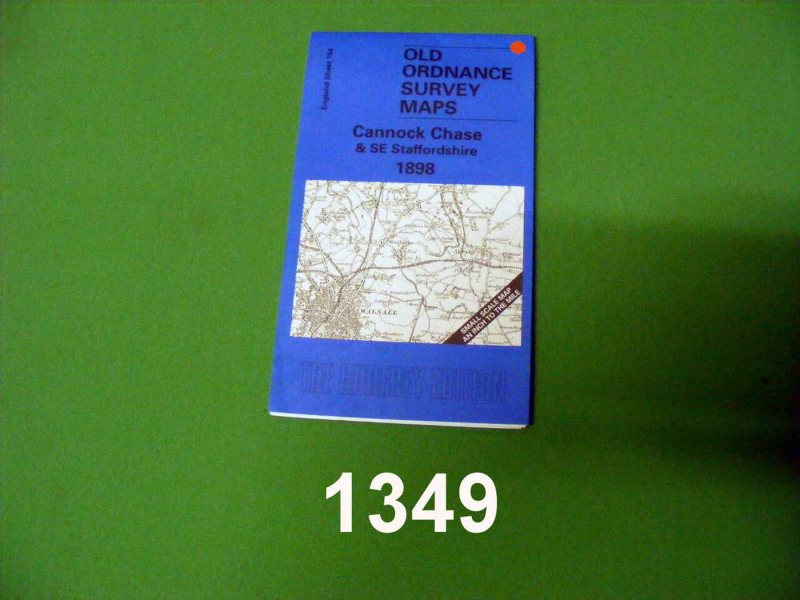 England Sheet 154
OLD
ORDNANCE
SURVEY
MAPS
Cannock Chase
& SE Staffordshire
1898
WALSALL
SMALL SCALE MAP
AN INCH TO THE MILE
THE GODFREY EDITION
1349